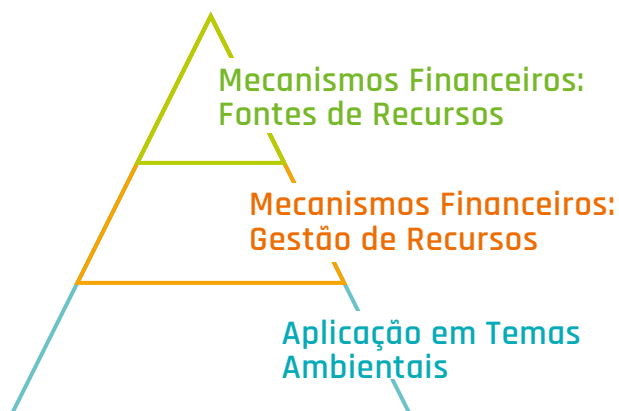 Mecanismos Financeiros:
Fontes de Recursos
Mecanismos Financeiros:
Gestão de Recursos
Aplicação em Temas
Ambientais